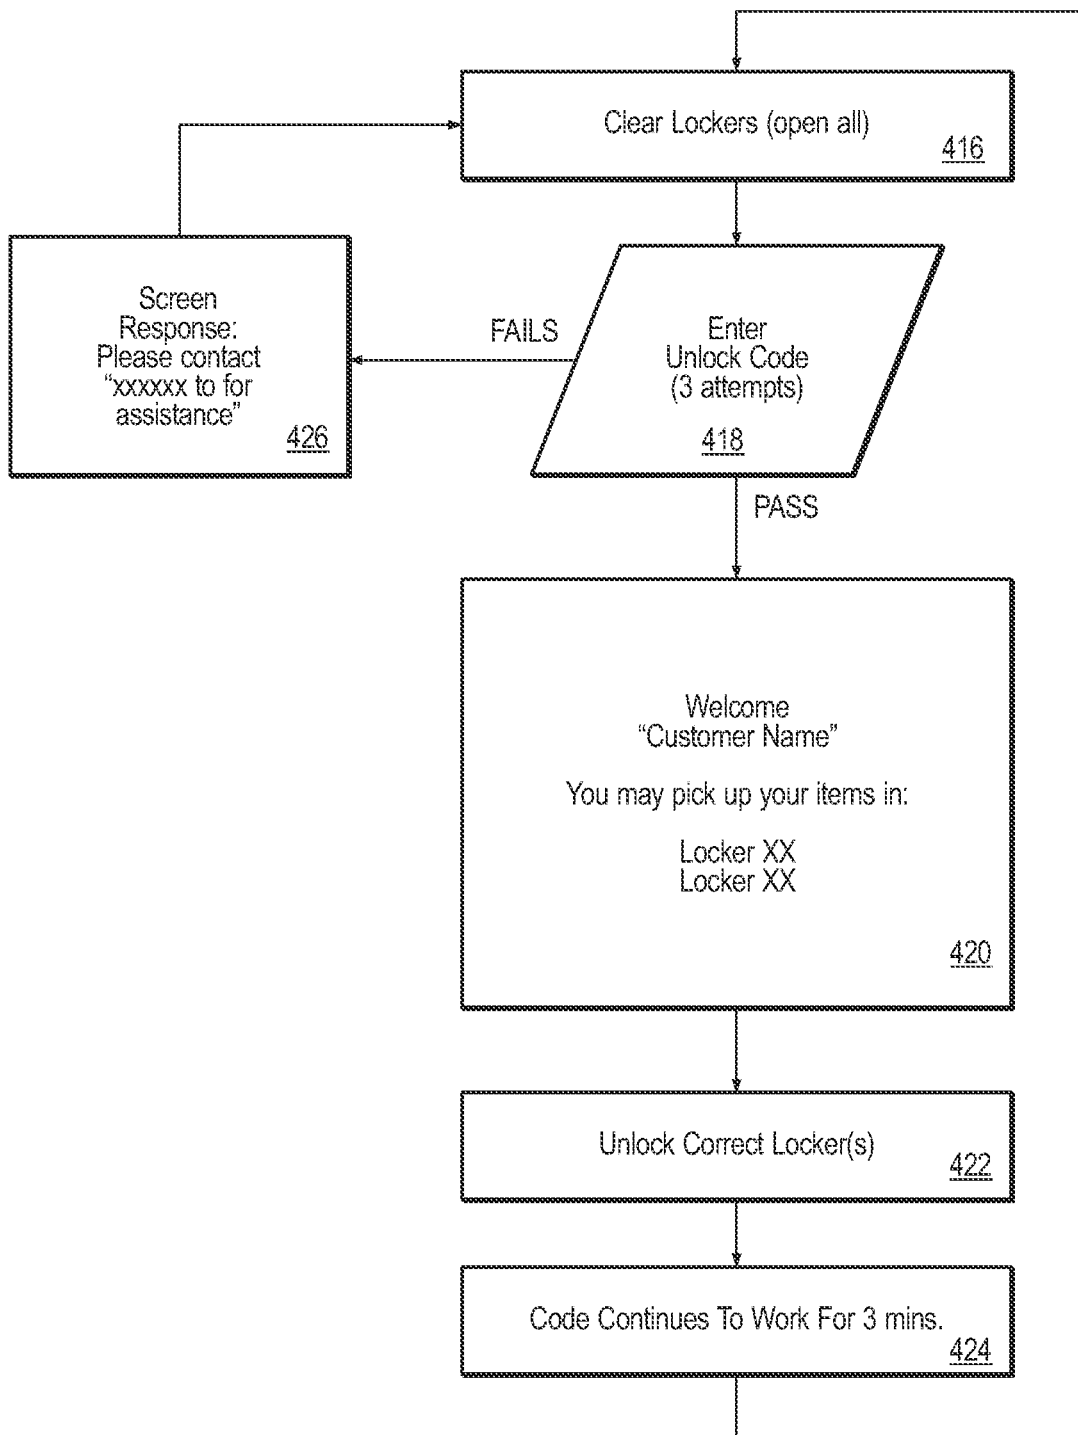 Clear Lockers (open all)
416
Screen
Response:
Please contact
“xxxxxx to for
assistance”
426
FAILS
Enter
Unlock Code
(3 attempts)
418
PASS
Welcome
“Customer Name”
You may pick up your items in:
Locker XX
Locker XX
420
Unlock Correct Locker(s)
422
Code Continues To Work For 3 mins.
424